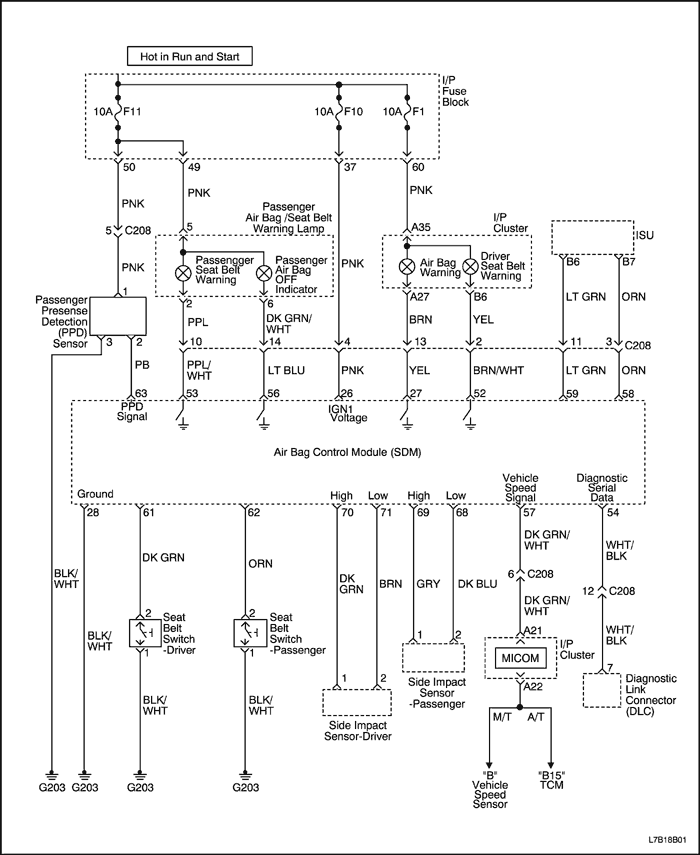 Hot in Run and Start
I/P
Fuse
Block
10A F11
10A F10
10A F1
50 49 37 60
PNK PNK PNK
5 C208
Passenger
Air Bag /Seat Belt
Warning Lamp
5
A35
I/P
Cluster
ISU
PNK
Passengger
Seat Belt
Warning
Passenger
Air Bag
OFF
Indicator
PNK
Air Bag
Warning
Driver
Seat Belt
Warning
B6 B7
1
Passenger
Presense
Detection
(PPD)
Sensor
2 6 A27 B6
LT GRN ORN
3 2
PPL
DK GRN/
WHT
BRN YEL
10 14 4 13 2 11 3 C208
PB
PPL/
WHT
LT BLU PNK YEL BRN/WHT LT GRN ORN
63 53 56 26 27 52 59 58
PPD
Signal
IGN1
Voltage
Air Bag Control Module (SDM)
Ground
High Low High Low
Vehicle
Speed
Signal
Diagnostic
Serial
Data
28 61 62 70 71 69 68 57 54
DK GRN
ORN
DK
GRN
BRN
GRY
DK BLU
DK GRN/
WHT
WHT/
BLK
BLK/
WHT
6 C208
12 C208
DK GRN/
WHT
BLK/
WHT
2
Seat
Belt
Switch
-Driver
1
2
Seat
Belt
Switch
-Passenger
1
1 2
Side Impact
Sensor
-Passenger
A21
MICOM
I/P
Cluster
A22
WHT/
BLK
7
Diagnostic
Link
Connector
(DLC)
BLK/
WHT
BLK/
WHT
1 2
Side Impact
Sensor-Driver
M/T A/T
G203 G203 G203 G203
"B"
Vehicle
Speed
Sensor
"B15"
TCM
L7B18B01